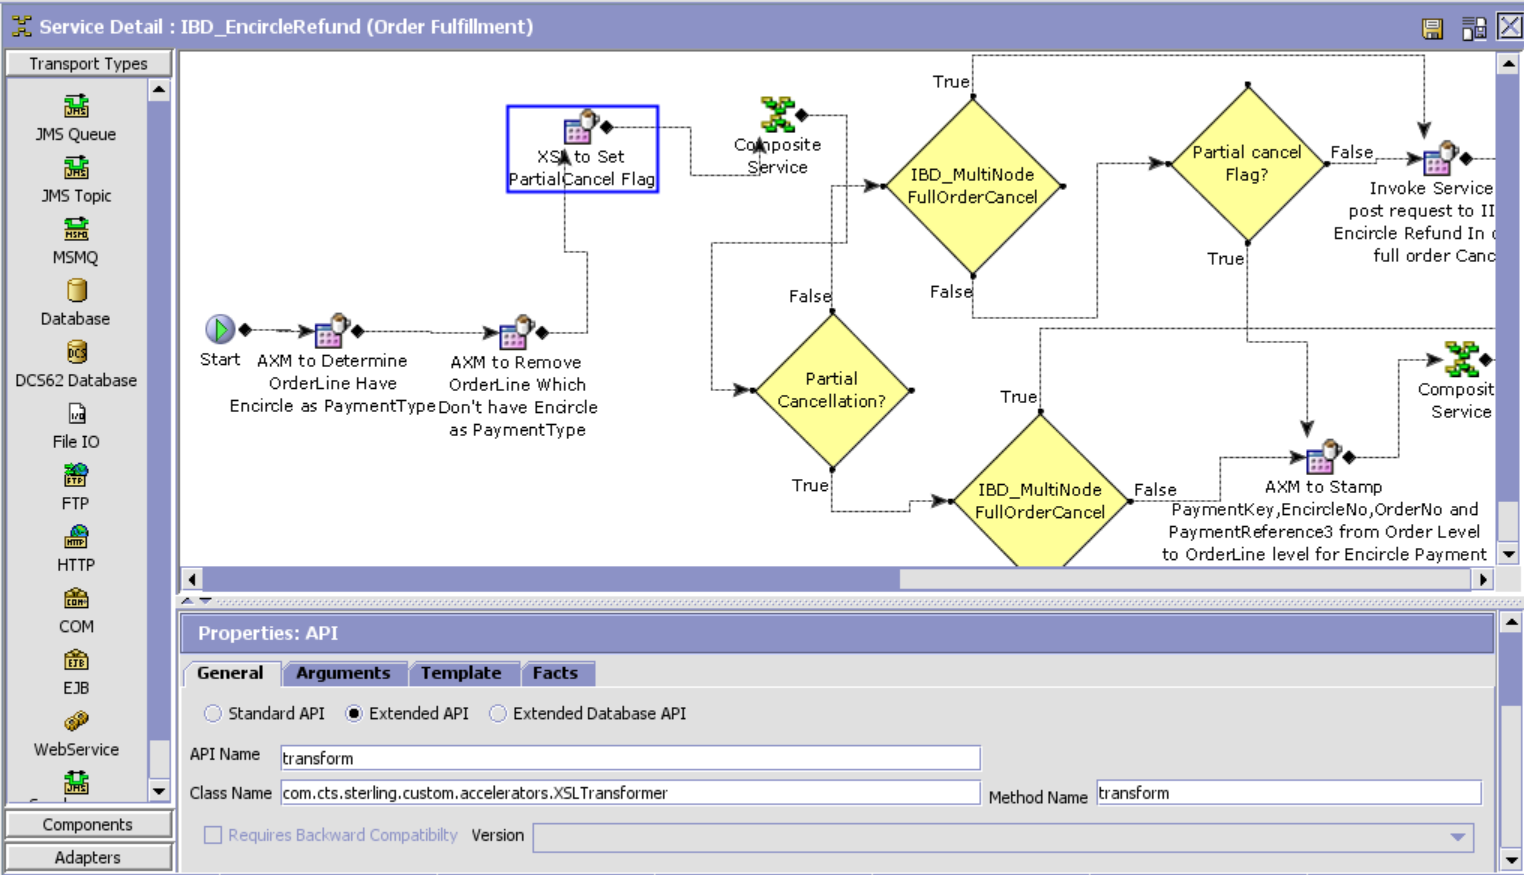 Service Detail : IBD_EncircleRefund (Order Fulfillment)
Transport Types
JMS Queue
JMS Topic
MSMQ
Database
DCS62 Database
File IO
FTP
HTTP
COM
EJB
WebService
Components
Adapters
Start
AXM to Determine
OrderLine Have
Encircle as PaymentType
AXM to Remove
OrderLine Which
Don't have Encircle
as PaymentType
XSL to Set
PartialCancel Flag
Composite
Service
True
IBD_MultiNode
FullOrderCancel
False
False
Partial
Cancellation?
True
True
IBD_MultiNode
FullOrderCancel
False
Partial cancel
Flag?
False
True
Invoke Service
post request to II
Encircle Refund In
full order Canc
Composit
Service
AXM to Stamp
PaymentKey,EncircleNo,OrderNo and
PaymentReference3 from Order Level
to OrderLine level for Encircle Payment
Properties: API
General Arguments Template Facts
Standard API Extended API Extended Database API
API Name transform
Class Name com.cts.sterling.custom.accelerators.XSLTransformer Method Name transform
Requires Backward Compatibilty Version